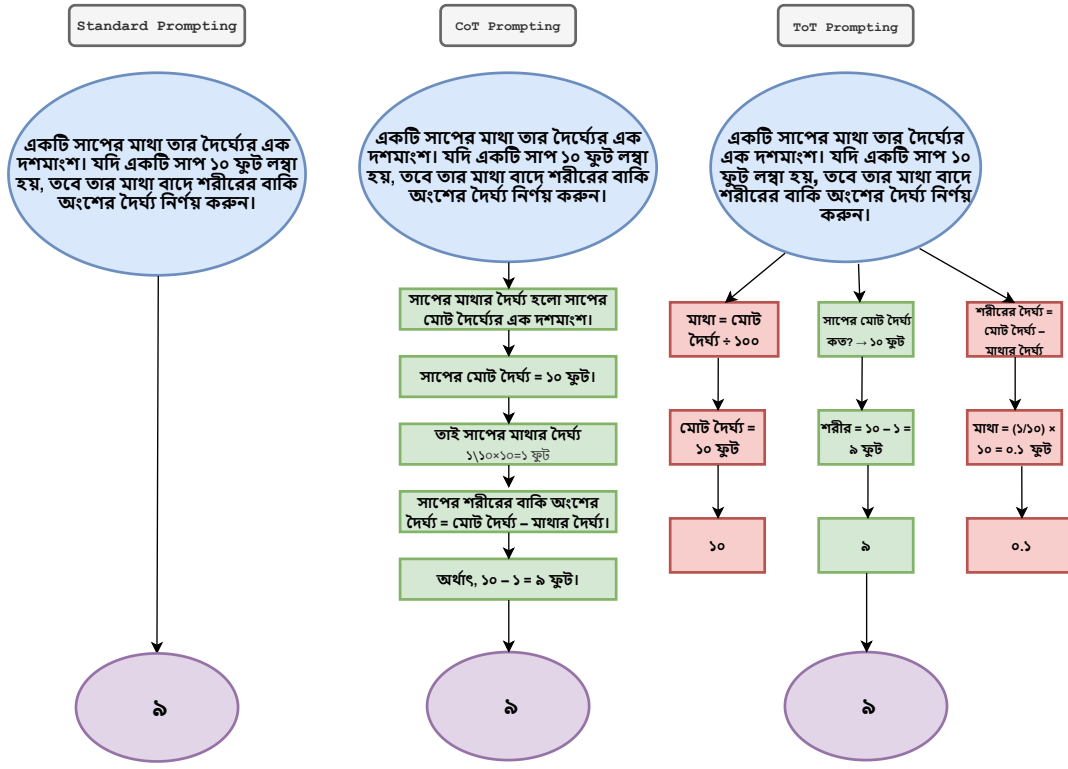 Standard Prompting
একটি সাপের মাথা তার দৈর্ঘ্যের এক
দশমাংশ। যদি একটি সাপ ১০ ফুট লম্বা
হয়, তবে তার মাথা বাদে শরীরের বাকি
অংশের দৈর্ঘ্য নির্ণয় করুন।
৯
CoT Prompting
একটি সাপের মাথা তার দৈর্ঘ্যের এক
দশমাংশ। যদি একটি সাপ ১০ ফুট লম্বা
হয়, তবে তার মাথা বাদে শরীরের বাকি
অংশের দৈর্ঘ্য নির্ণয় করুন।
সাপের মাথার দৈর্ঘ্য হলো সাপের
মোট দৈর্ঘ্যের এক দশমাংশ।
সাপের মোট দৈর্ঘ্য = ১০ ফুট।
তাই সাপের মাথার দৈর্ঘ্য
১\১০×১০=১ ফুট
সাপের শরীরের বাকি অংশের
দৈর্ঘ্য = মোট দৈর্ঘ্য – মাথার দৈর্ঘ্য।
অর্থাৎ, ১০ – ১ = ৯ ফুট।
৯
ToT Prompting
একটি সাপের মাথা তার দৈর্ঘ্যের
এক দশমাংশ। যদি একটি সাপ ১০
ফুট লম্বা হয়, তবে তার মাথা বাদে
শরীরের বাকি অংশের দৈর্ঘ্য নির্ণয়
করুন।
মাথা = মোট
দৈর্ঘ্য ÷ ১০০
মোট দৈর্ঘ্য =
১০ ফুট
১০
সাপের মোট দৈর্ঘ্য
কত? → ১০ ফুট
শরীর = ১০ – ১ =
৯ ফুট
৯
শরীরের দৈর্ঘ্য =
মোট দৈর্ঘ্য –
মাথার দৈর্ঘ্য
মাথা = (১/১০) ×
১০ = ০.১ ফুট
০.১
৯